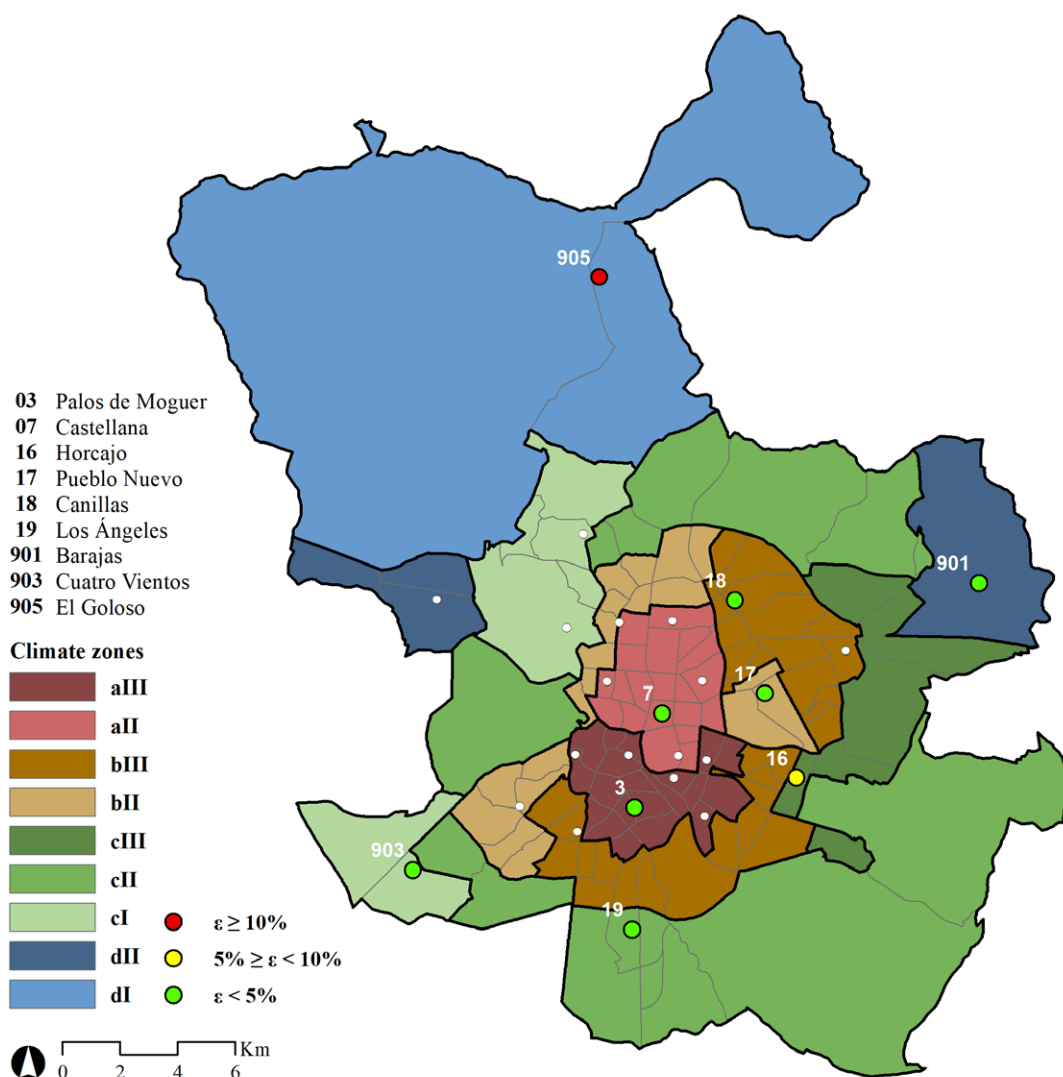 905
03 Palos de Moguer
07 Castellana
16 Horcajo
17 Pueblo Nuevo
18 Canillas
19 Los Ángeles
901 Barajas
903 Cuatro Vientos
905 El Goloso
901
18
17
7
16
3
903
19
Climate zones
aIII
aII
bIII
bII
cIII
cII
cI
dII
dI
ε ≥ 10%
5% ≥ ε < 10%
ε < 5%
Km
0 2 4 6